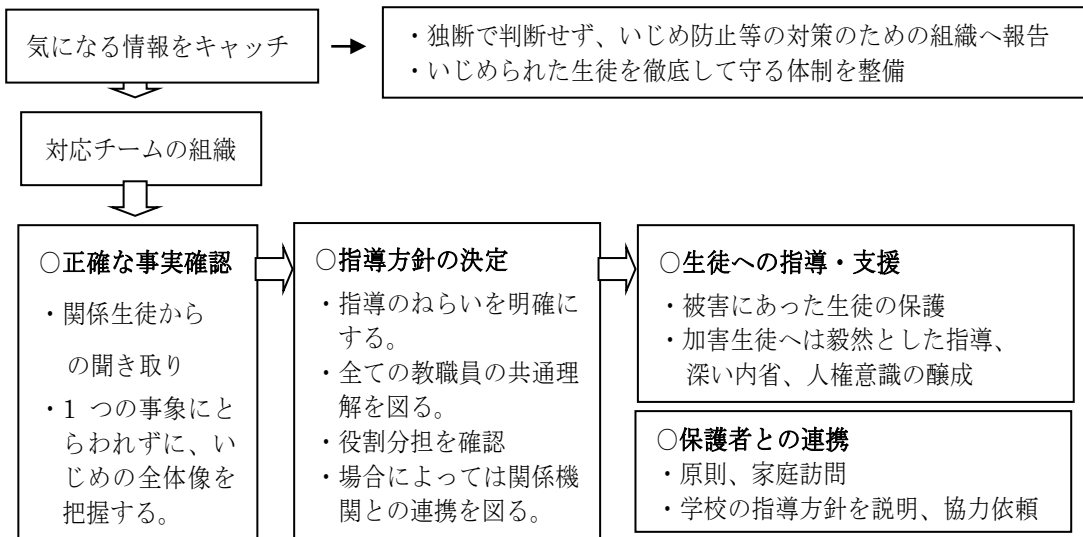 気になる情報をキャッチ
・独断で判断せず、いじめ防止等の対策のための組織へ報告
・いじめられた生徒を徹底して守る体制を整備
対応チームの組織
○正確な事実確認
・関係生徒から
の聞き取り
・1 つの事象にと
らわれずに、い
じめの全体像を
把握する。
○指導方針の決定
・指導のねらいを明確に
する。
・全ての教職員の共通理
解を図る。
・役割分担を確認
・場合によっては関係機
関との連携を図る。
○生徒への指導・支援
・被害にあった生徒の保護
・加害生徒へは毅然とした指導、
深い内省、人権意識の醸成
○保護者との連携
・原則、家庭訪問
・学校の指導方針を説明、協力依頼